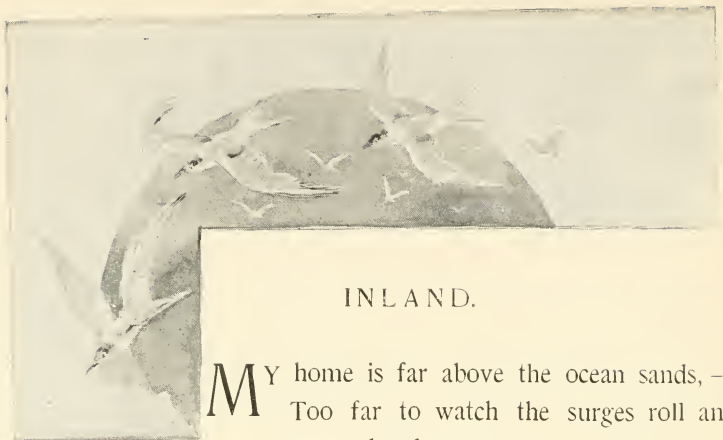 INLAND.
MY home is far above the ocean sands, –
Too far to watch the surges roll an